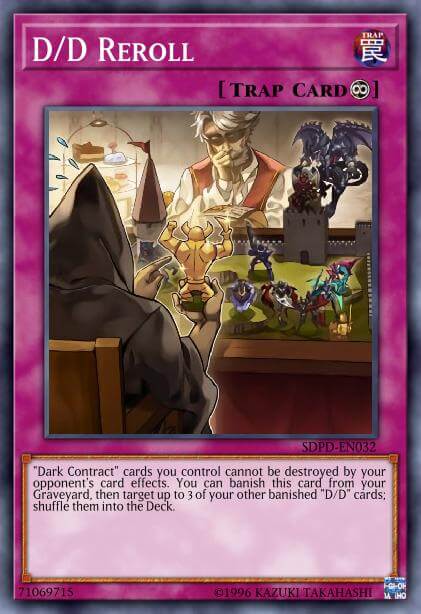 D/D Reroll
TRAP
罠
[Trap Card]
SDPD-EN032
"Dark Contract" cards you control cannot be destroyed by your
opponent's card effects. You can banish this card from your
Graveyard, then target up to 3 of your other banished "D/D" cards;
shuffle them into the Deck.
71069715
©1996 KAZUKI TAKAHASHI